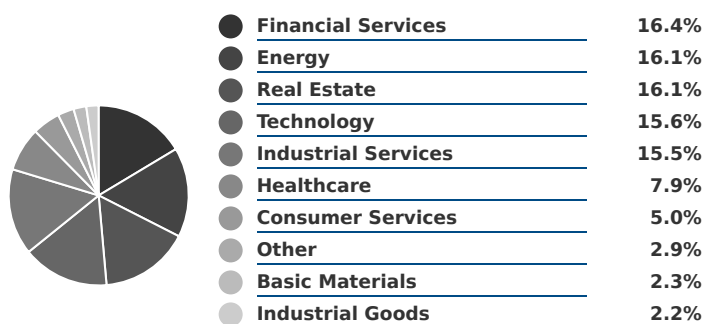 Financial Services 16.4%
Energy 16.1%
Real Estate 16.1%
Technology 15.6%
Industrial Services 15.5%
Healthcare 7.9%
Consumer Services 5.0%
Other 2.9%
Basic Materials 2.3%
Industrial Goods 2.2%